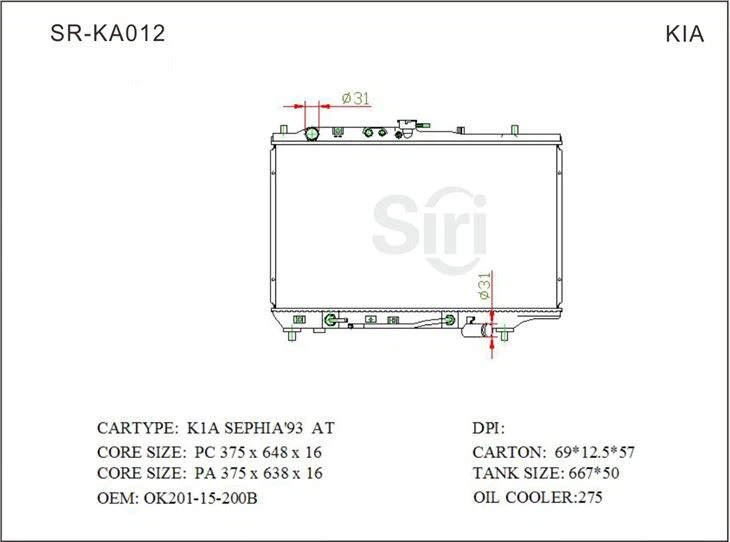 SR-KA012
KIA
Ø31
Siri
Ø31
CARTYPE: K1A SEPHIA'93 AT
CORE SIZE: PC 375 x 648 x 16
CORE SIZE: PA 375 x 638 x 16
OEM: OK201-15-200B
DPI:
CARTON: 69*12.5*57
TANK SIZE: 667*50
OIL COOLER:275